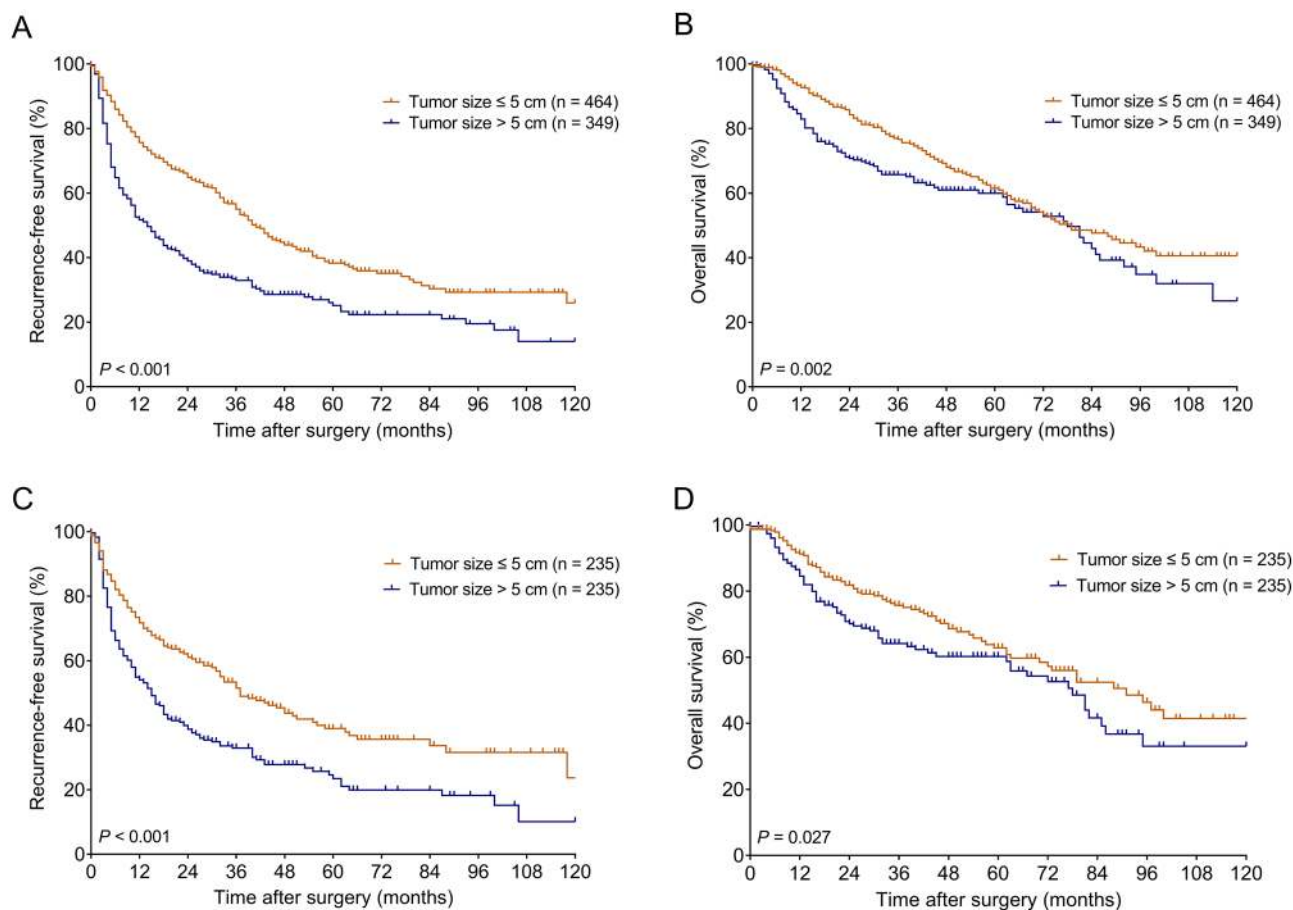 A
Recurrence-free survival (%)
100
80
60
40
20
0
Tumor size ≤ 5 cm (n = 464)
Tumor size > 5 cm (n = 349)
P < 0.001
0 12 24 36 48 60 72 84 96 108 120
Time after surgery (months)
B
Overall survival (%)
100
80
60
40
20
0
Tumor size ≤ 5 cm (n = 464)
Tumor size > 5 cm (n = 349)
P = 0.002
0 12 24 36 48 60 72 84 96 108 120
Time after surgery (months)
C
Recurrence-free survival (%)
100
80
60
40
20
0
Tumor size ≤ 5 cm (n = 235)
Tumor size > 5 cm (n = 235)
P < 0.001
0 12 24 36 48 60 72 84 96 108 120
Time after surgery (months)
D
Overall survival (%)
100
80
60
40
20
0
Tumor size ≤ 5 cm (n = 235)
Tumor size > 5 cm (n = 235)
P = 0.027
0 12 24 36 48 60 72 84 96 108 120
Time after surgery (months)